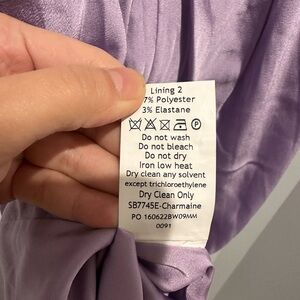 Lining 2
7% Polyester
3% Elastane
Do not wash
Do not bleach
Do not dry
Iron low heat
Dry clean any solvent
except trichloroethylene
Dry Clean Only
SB7745E-Charmaine
PO 160622BW09MM
0091